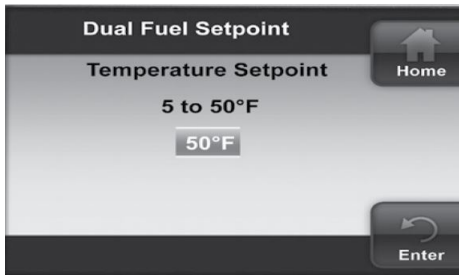 Dual Fuel Setpoint
Home
Temperature Setpoint
5 to 50°F
50°F
Enter